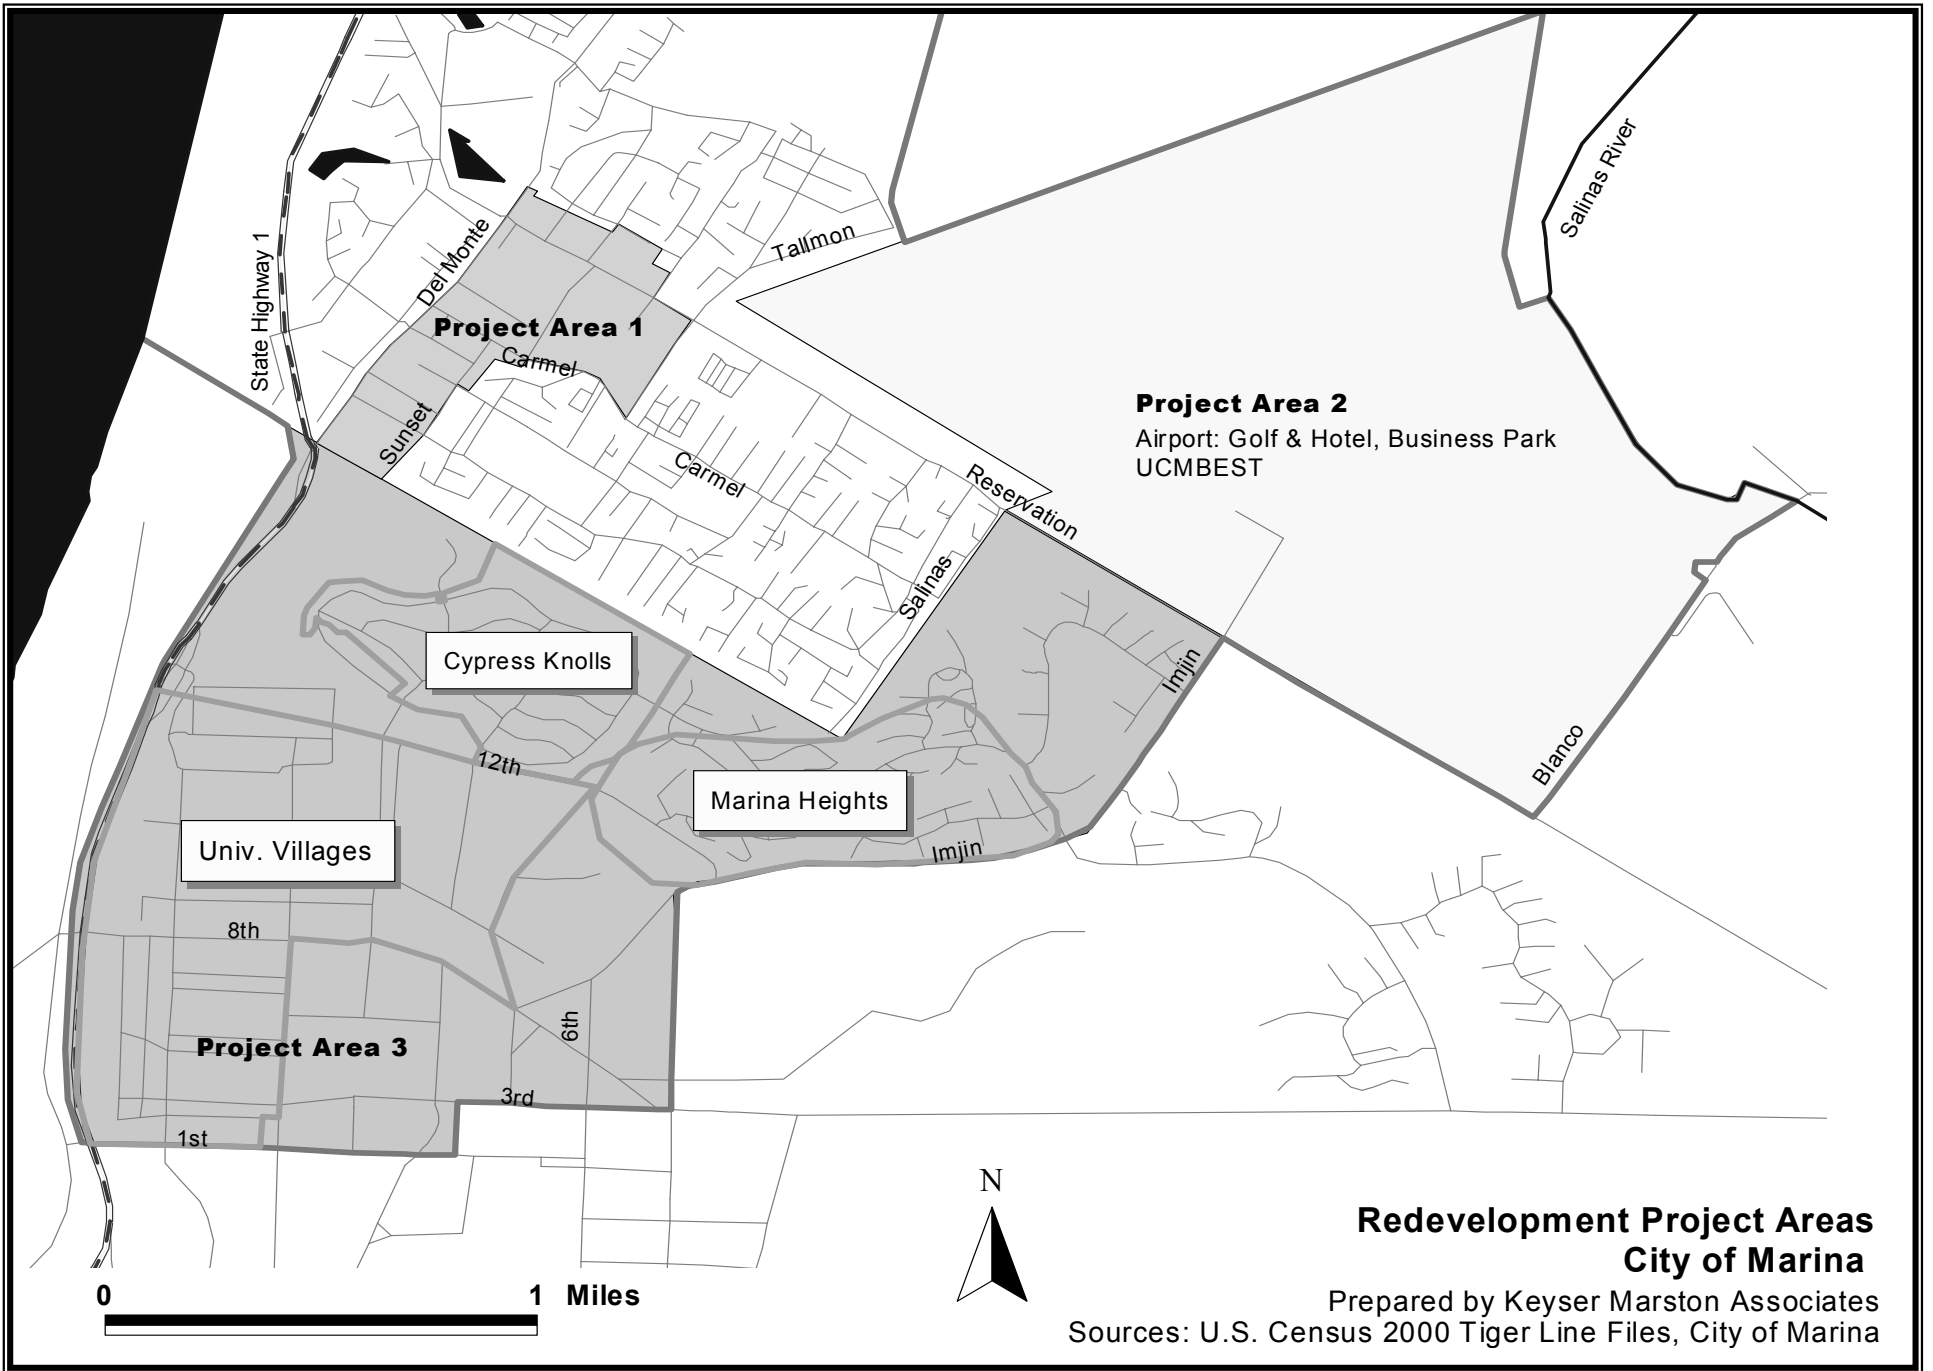 Salinas River
Tallmon
Del Monte
State Highway 1
Project Area 1
Carmel
Sunset
Project Area 2
Airport: Golf & Hotel, Business Park
UCMBEST
Carmel
Reservation
Salinas
Cypress Knolls
Imjin
12th
Blanco
Marina Heights
Univ. Villages
Imjin
8th
6th
Project Area 3
3rd
1st
N
Redevelopment Project Areas
City of Marina
0 1 Miles
Prepared by Keyser Marston Associates
Sources: U.S. Census 2000 Tiger Line Files, City of Marina